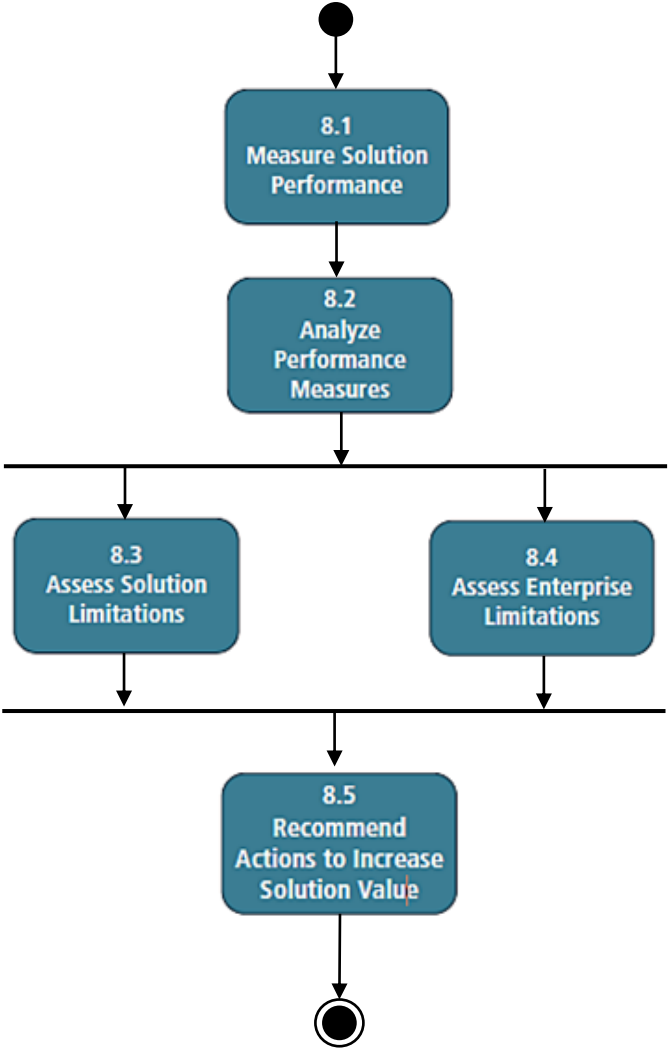 8.1
Measure Solution
Performance
8.2
Analyze
Performance
Measures
8.3
Assess Solution
Limitations
8.4
Assess Enterprise
Limitations
8.5
Recommend
Actions to Increase
Solution Value